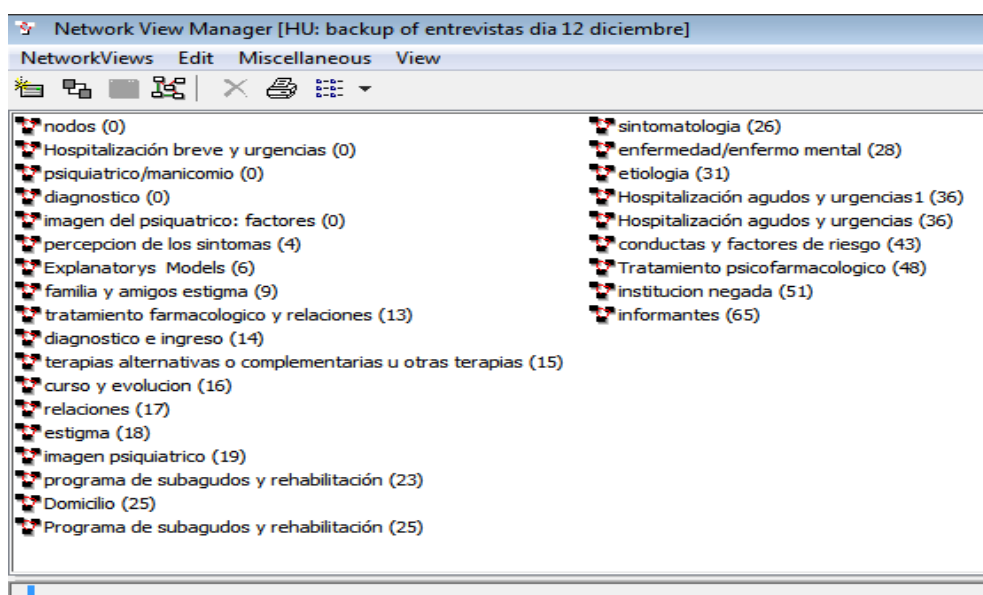 Network View Manager [HU: backup of entrevistas dia 12 diciembre]
NetworkViews Edit Miscellaneous View
nodos (0)
Hospitalización breve y urgencias (0)
psiquiatrico/manicomio (0)
diagnostico (0)
imagen del psiquatrico: factores (0)
percepcion de los sintomas (4)
Explanatorys Models (6)
familia y amigos estigma (9)
tratamiento farmacologico y relaciones (13)
diagnostico e ingreso (14)
terapias alternativas o complementarias u otras terapias (15)
curso y evolucion (16)
relaciones (17)
estigma (18)
imagen psiquiatrico (19)
programa de subagudos y rehabilitación (23)
Domicilio (25)
Programa de subagudos y rehabilitación (25)
sintomatologia (26)
enfermedad/enfermo mental (28)
etiologia (31)
Hospitalización agudos y urgencias1 (36)
Hospitalización agudos y urgencias (36)
conductas y factores de riesgo (43)
Tratamiento psicofarmacologico (48)
institucion negada (51)
informantes (65)